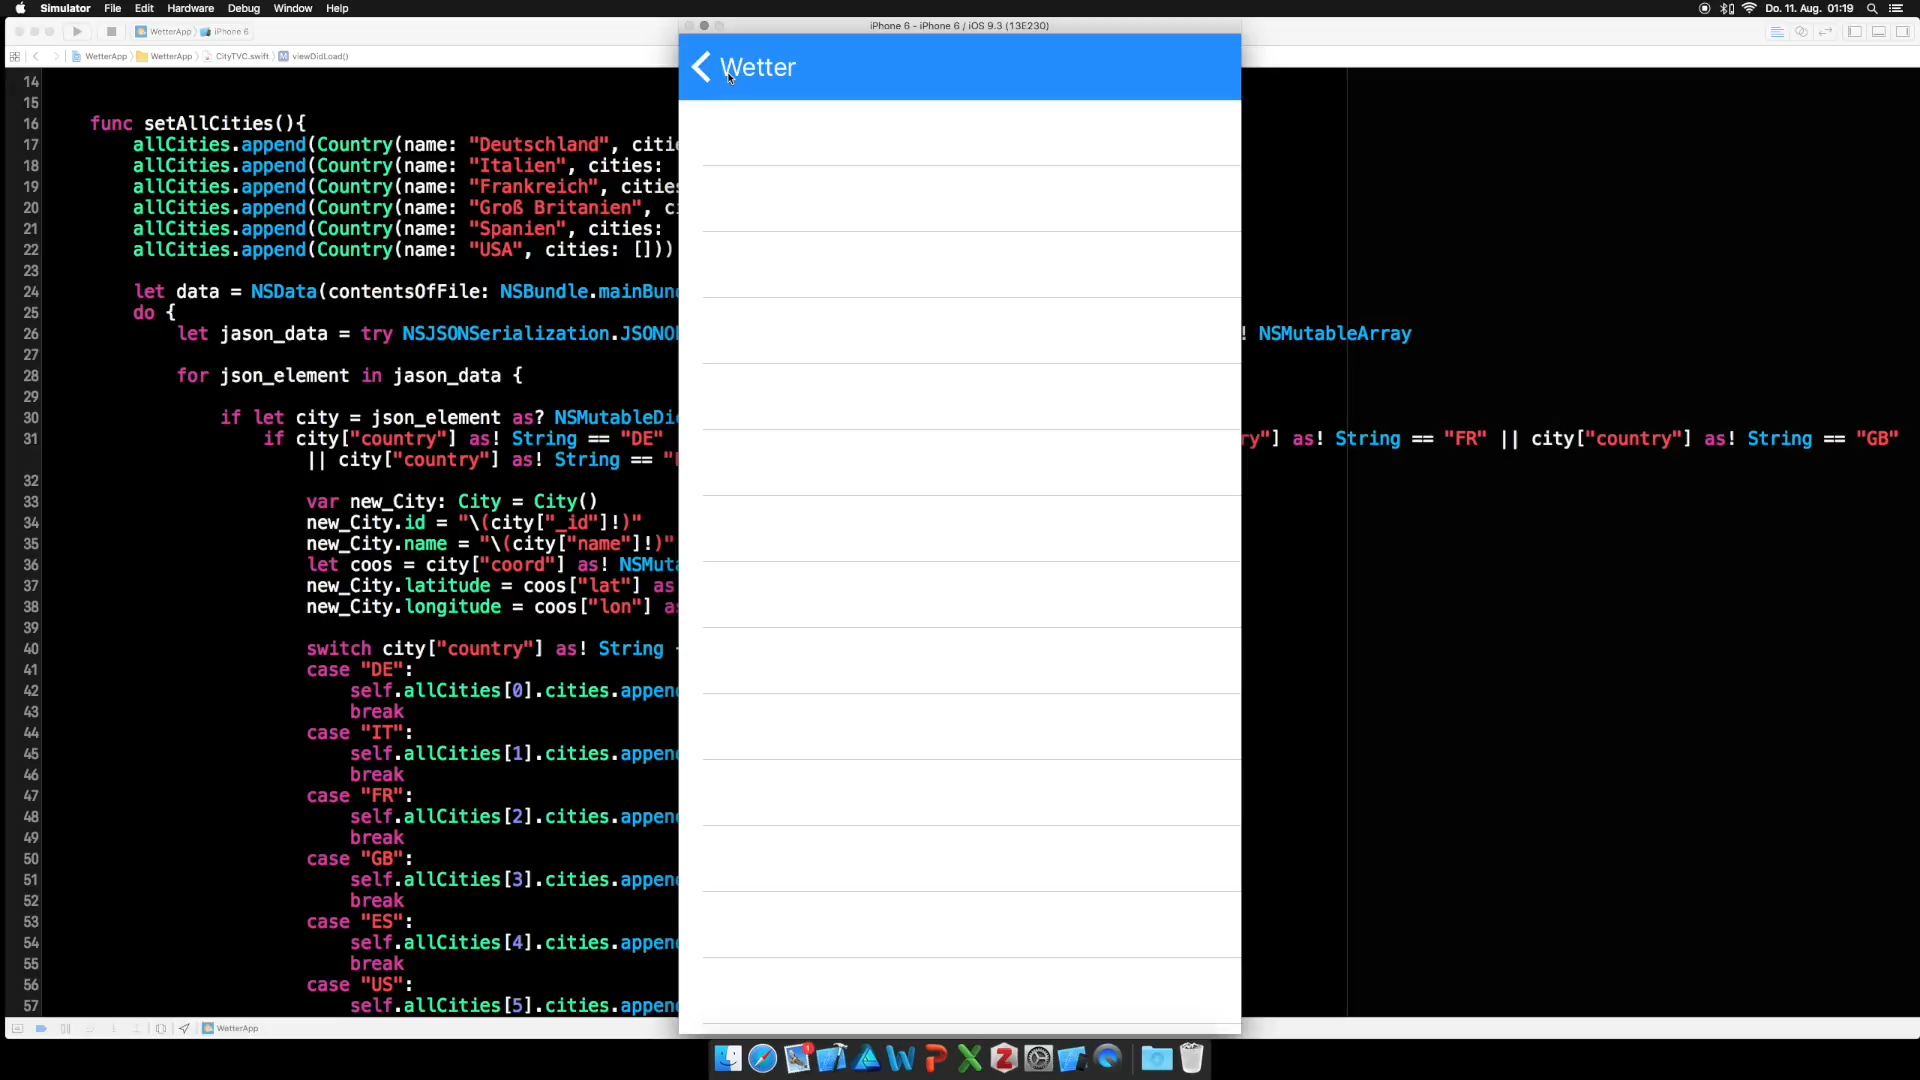 Simulator File Edit Hardware Debug Window Help
Do. 11. Aug. 01:19
iPhone 6 - iPhone 6 / iOS 9.3 (13E230)
WetterApp iPhone 6
WetterApp WetterApp CityTVC.swift M viewDidLoad()
Wetter
14
15
16 func setAllCities(){
17 allCities.append(Country(name: "Deutschland", citi
18 allCities.append(Country(name: "Italien", cities:
19 allCities.append(Country(name: "Frankreich", citie
20 allCities.append(Country(name: "Groß Britanien", c
21 allCities.append(Country(name: "Spanien", cities:
22 allCities.append(Country(name: "USA", cities: []))
23
24 let data = NSData(contentsOfFile: NSBundle.mainBun
25 do {
26 let jason_data = try NSJSONSerialization.JSONO ! NSMutableArray
27
28 for json_element in jason_data {
29
30 if let city = json_element as? NSMutableDi
31 if city["country"] as! String == "DE" ry"] as! String == "FR" || city["country"] as! String == "GB"
|| city["country"] as! String == "
32
33 var new_City: City = City()
34 new_City.id = "\(city["_id"]!)"
35 new_City.name = "\(city["name"]!)"
36 let coos = city["coord"] as! NSMuta
37 new_City.latitude = coos["lat"] as
38 new_City.longitude = coos["lon"] as
39
40 switch city["country"] as! String
41 case "DE":
42 self.allCities[0].cities.appen
43 break
44 case "IT":
45 self.allCities[1].cities.appen
46 break
47 case "FR":
48 self.allCities[2].cities.appen
49 break
50 case "GB":
51 self.allCities[3].cities.appen
52 break
53 case "ES":
54 self.allCities[4].cities.appen
55 break
56 case "US":
57 self.allCities[5].cities.appen
WetterApp